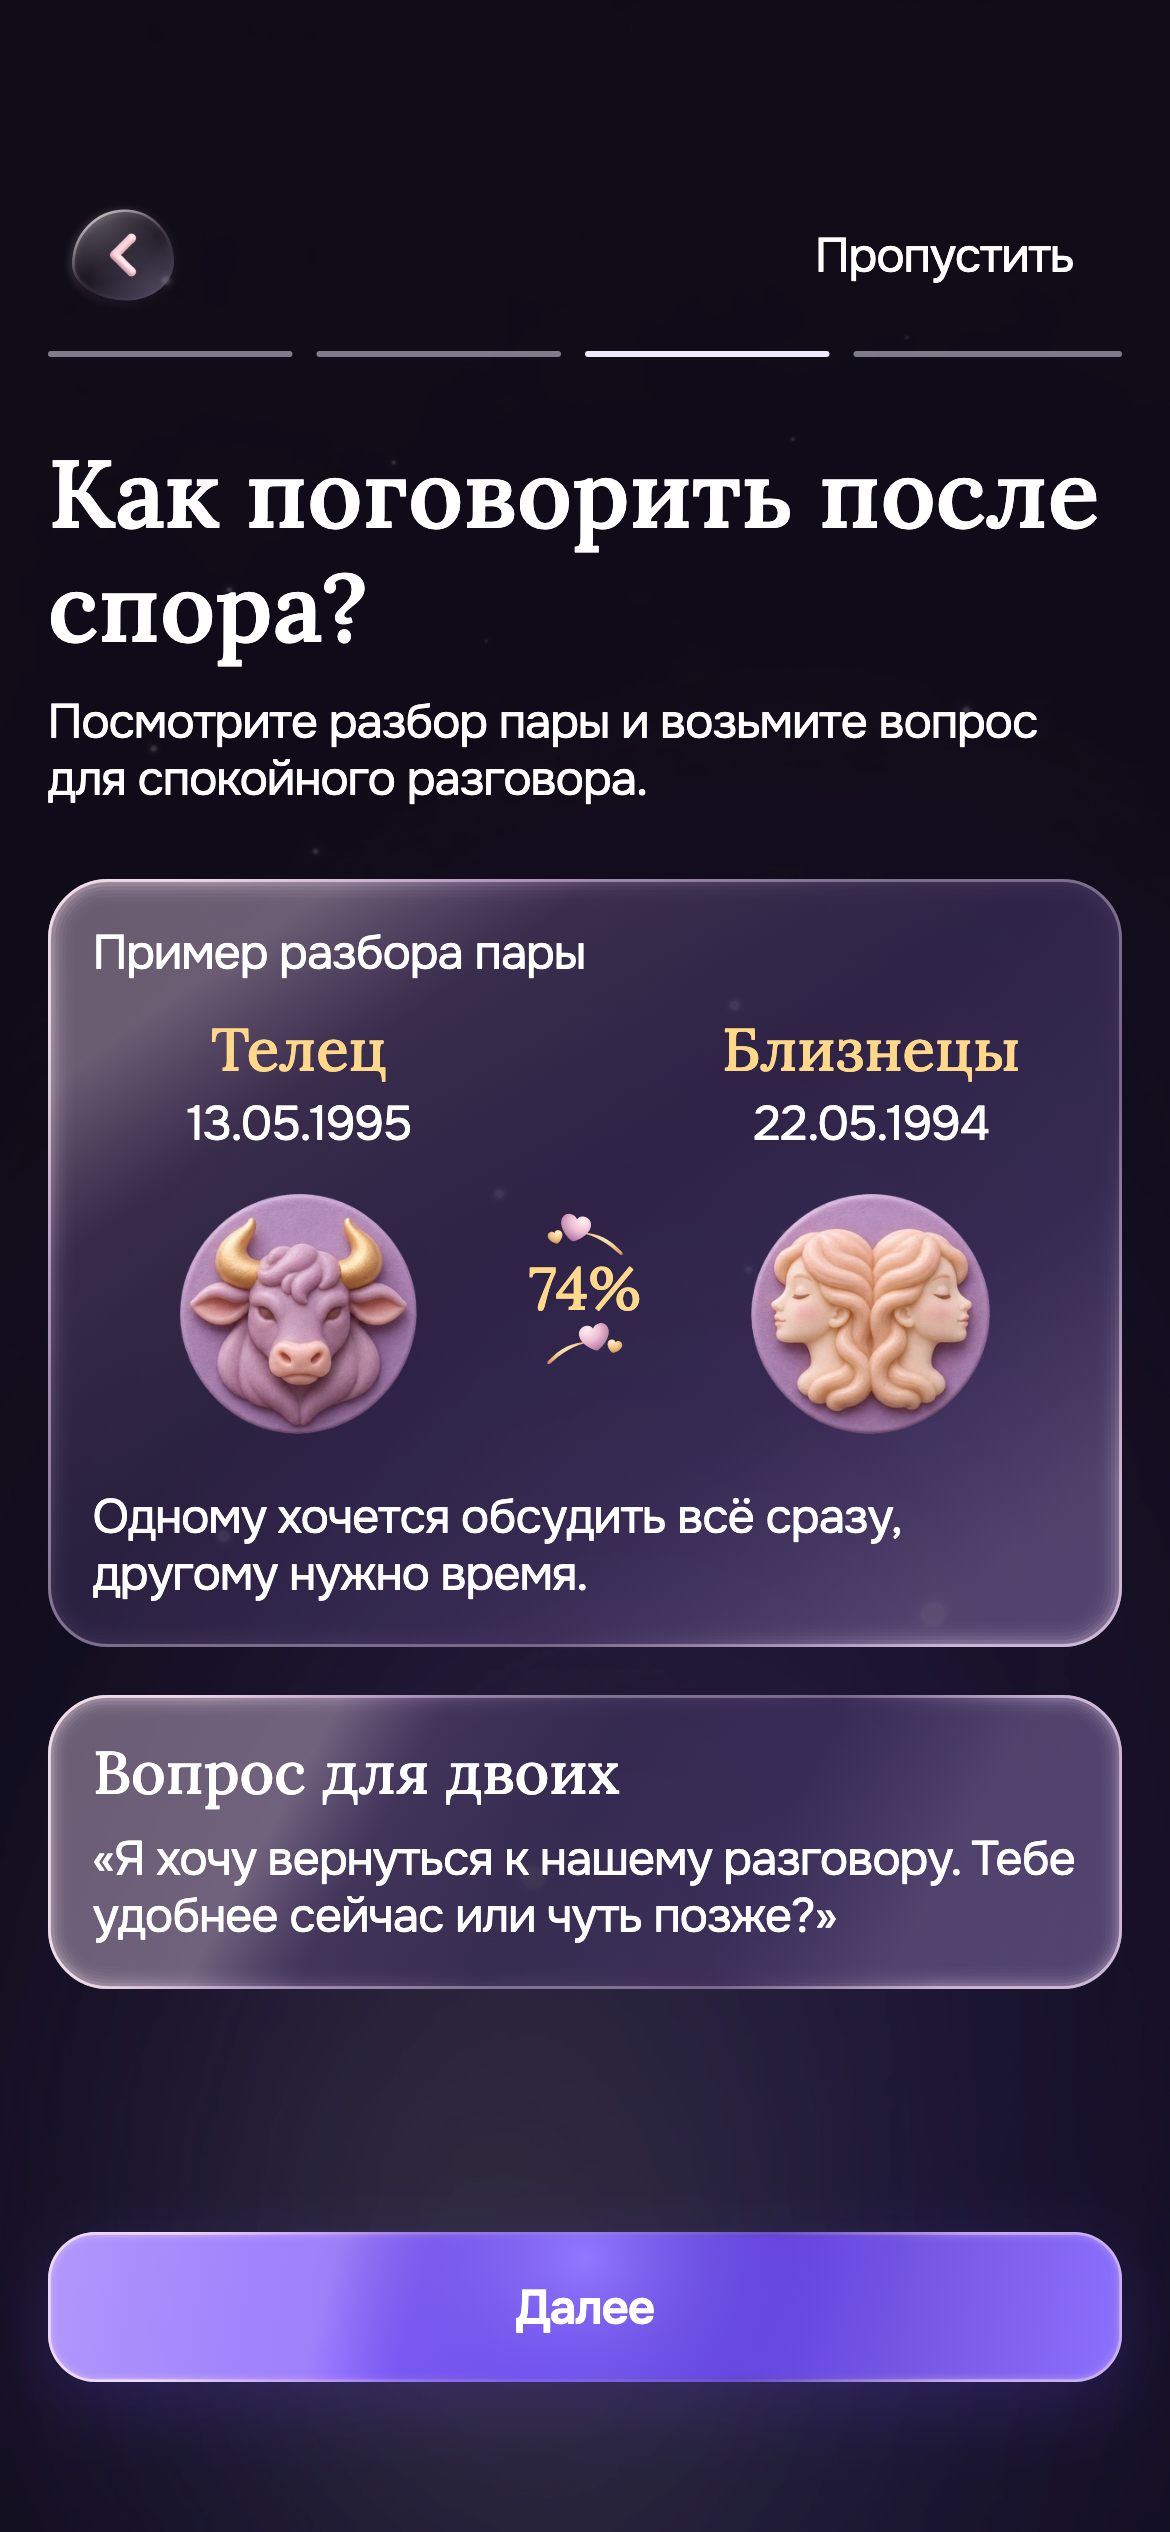 Пропустить
Как поговорить после
спора?
Посмотрите разбор пары и возьмите вопрос
для спокойного разговора.
Пример разбора пары
Телец
Близнецы
13.05.1995
22.05.1994
74%
Одному хочется обсудить всё сразу,
другому нужно время.
Вопрос для двоих
«Я хочу вернуться к нашему разговору. Тебе
удобнее сейчас или чуть позже?»
Далее